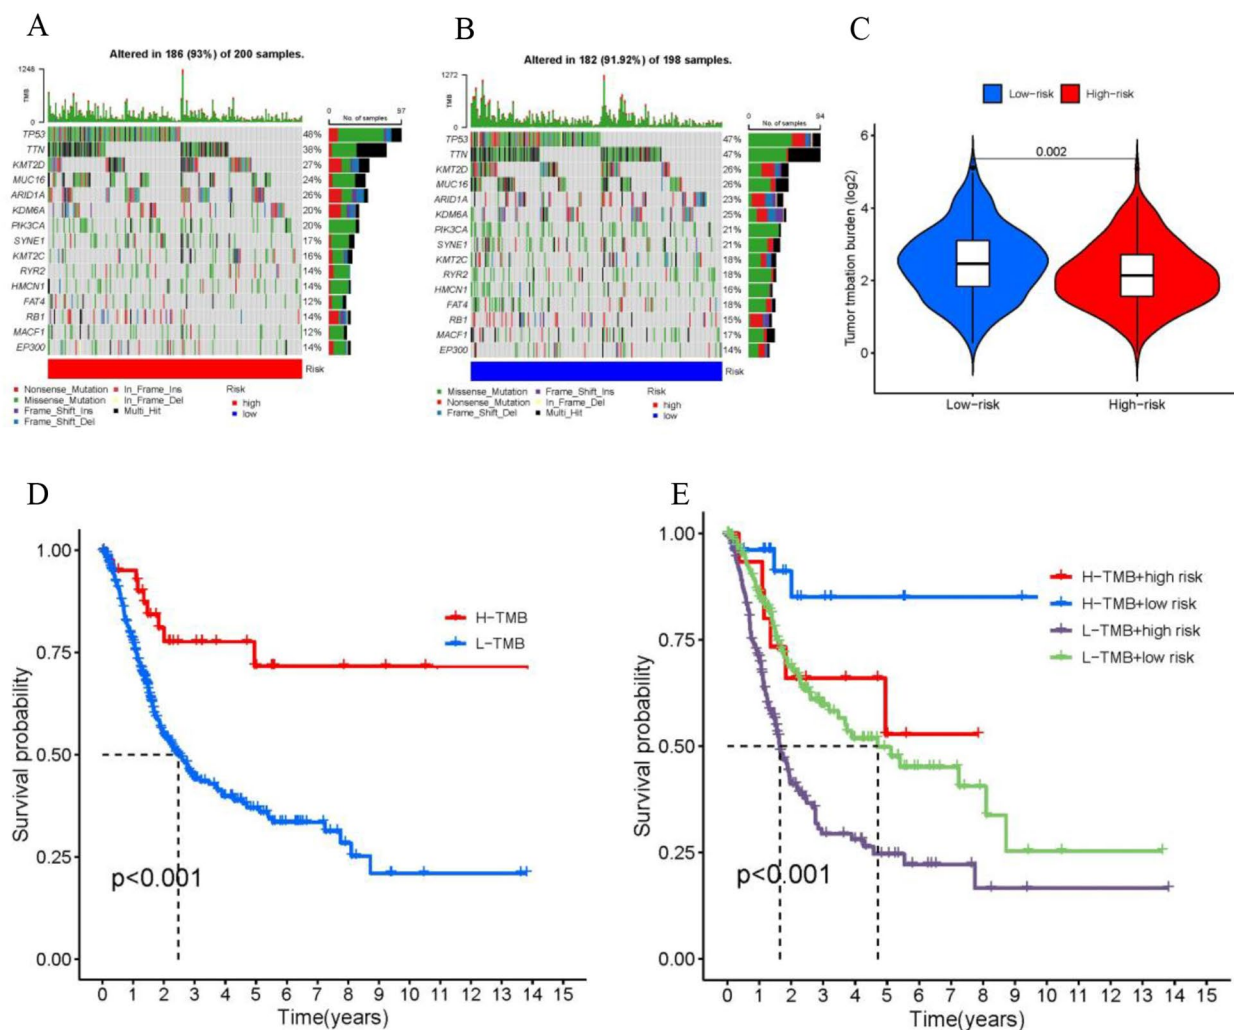 A
Altered in 186 (93%) of 200 samples.
1246
TMB
0
0 97
No. of samples
TP53 48%
TTN 38%
KMT2D 27%
MUC16 24%
ARID1A 26%
KDM6A 20%
PIK3CA 20%
SYNE1 17%
KMT2C 16%
RYR2 14%
HMCN1 14%
FAT4 12%
RB1 14%
MACF1 12%
EP300 14%
Risk
Nonsense_Mutation In_Frame_Ins Risk
Missense_Mutation In_Frame_Del high
Frame_Shift_Ins Multi_Hit low
Frame_Shift_Del
B
Altered in 182 (91.92%) of 198 samples.
1272
TMB
0
0 94
No. of samples
TP53 47%
TTN 47%
KMT2D 26%
MUC16 26%
ARID1A 23%
KDM6A 25%
PIK3CA 21%
SYNE1 21%
KMT2C 18%
RYR2 18%
HMCN1 16%
FAT4 18%
RB1 15%
MACF1 17%
EP300 14%
Risk
Missense_Mutation Frame_Shift_Ins Risk
Nonsense_Mutation In_Frame_Del high
Frame_Shift_Del Multi_Hit low
C
Low-risk High-risk
Tumor tmbation burden (log2)
6
4
2
0
0.002
Low-risk High-risk
D
Survival probability
1.00
0.75
0.50
0.25
0.00
H-TMB
L-TMB
p<0.001
0 1 2 3 4 5 6 7 8 9 10 11 12 13 14 15
Time(years)
E
Survival probability
1.00
0.75
0.50
0.25
0.00
H-TMB+high risk
H-TMB+low risk
L-TMB+high risk
L-TMB+low risk
p<0.001
0 1 2 3 4 5 6 7 8 9 10 11 12 13 14 15
Time(years)